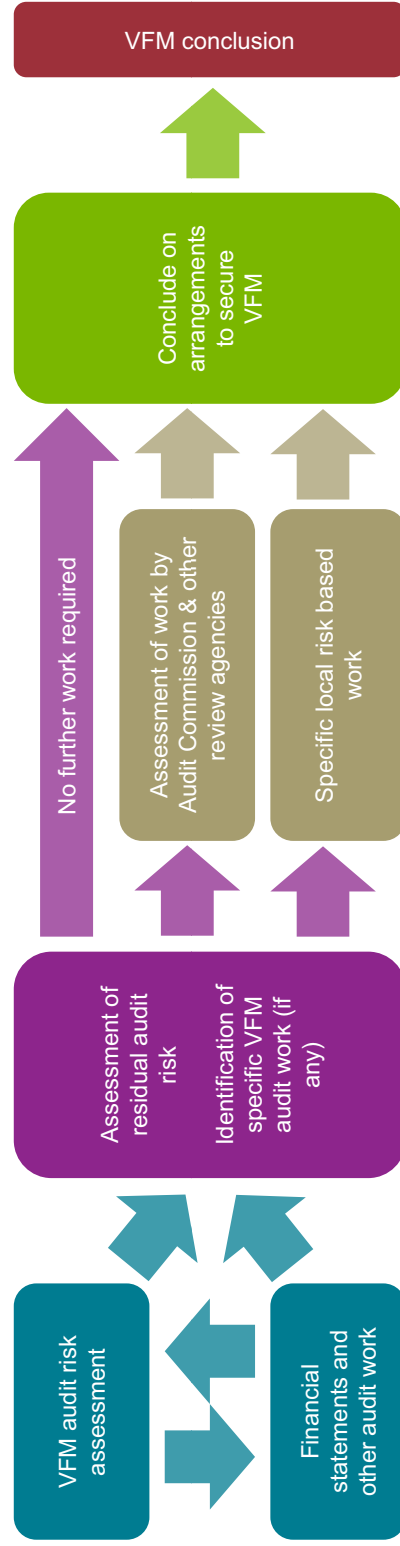 VFM audit risk
assessment
Financial
statements and
other audit work
Assessment of
residual audit
risk
Identification of
specific VFM
audit work (if
any)
No further work required
Assessment of work by
Audit Commission & other
review agencies
Specific local risk based
work
Conclude on
arrangements
to secure
VFM
VFM conclusion